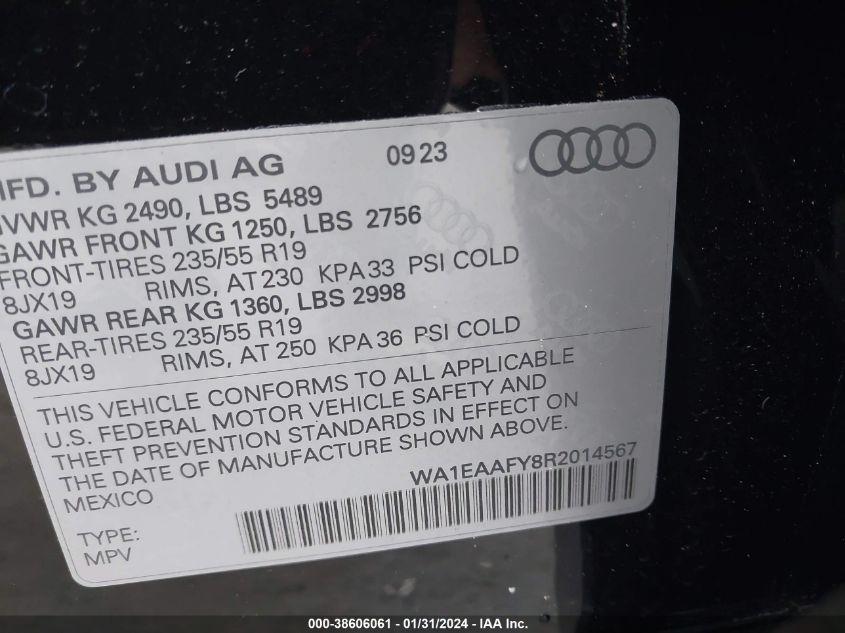 MFD. BY AUDI AG 09 23
GVWR KG 2490, LBS 5489
GAWR FRONT KG 1250, LBS 2756
FRONT-TIRES 235/55 R19
8JX19 RIMS, AT 230 KPA 33 PSI COLD
GAWR REAR KG 1360, LBS 2998
REAR-TIRES 235/55 R19
8JX19 RIMS, AT 250 KPA 36 PSI COLD
THIS VEHICLE CONFORMS TO ALL APPLICABLE
U.S. FEDERAL MOTOR VEHICLE SAFETY AND
THEFT PREVENTION STANDARDS IN EFFECT ON
THE DATE OF MANUFACTURE SHOWN ABOVE.
MEXICO WA1EAAFY8R2014567
TYPE:
MPV
000-38606061 - 01/31/2024 - IAA Inc.